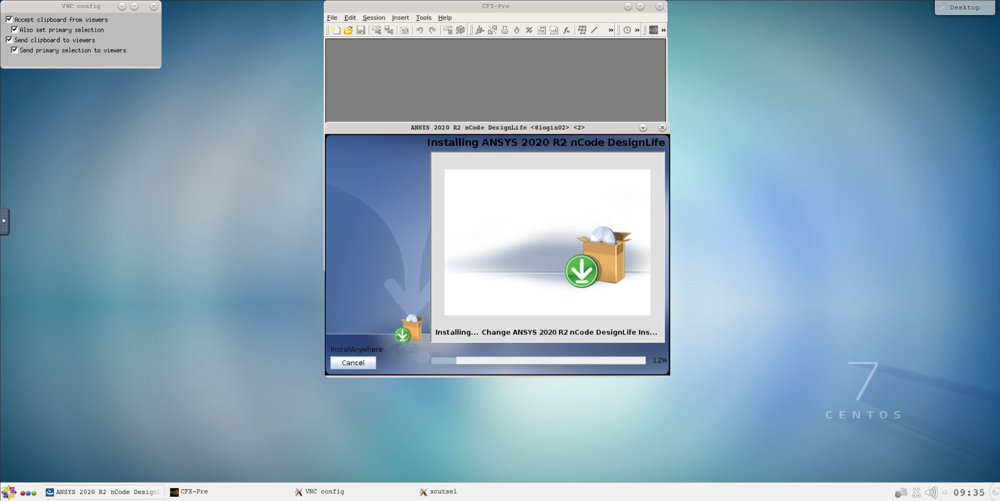 VNC config
Accept clipboard from viewers
Also set primary selection
Send clipboard to viewers
Send primary selection to viewers
CFX-Pre
File Edit Session Insert Tools Help
Desktop
ANSYS 2020 R2 nCode DesignLife <@login02> <2>
Installing ANSYS 2020 R2 nCode DesignLife
Installing... Change ANSYS 2020 R2 nCode DesignLife Ins...
InstallAnywhere
Cancel
12%
7
CENTOS
ANSYS 2020 R2 nCode DesignL
CFX-Pre
VNC config
xcutsel
09:35